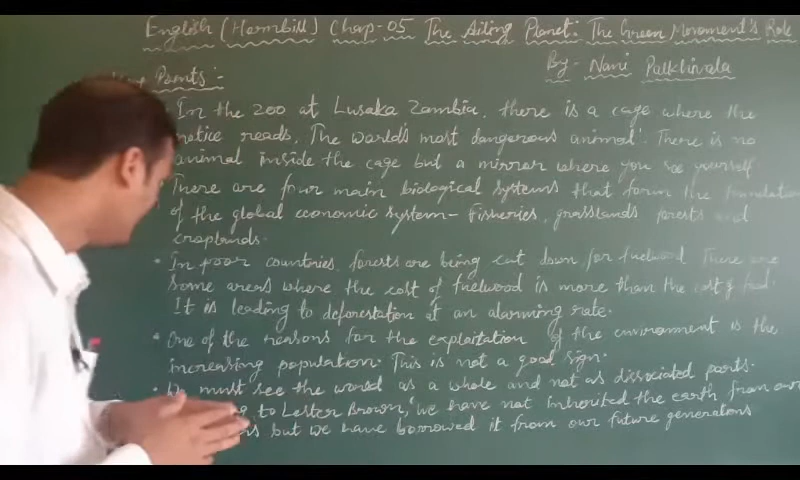 English (Hornbill) Chap-05 The Ailing Planet: The Green Movement's Role
By- Nani Palkhivala
Points :-
In the zoo at Lusaka Zambia, there is a cage where the
notice reads, The world's most dangerous animal! There is no
animal inside the cage but a mirror where you see yourself
There are four main biological systems that form the foundation
of the global economic system- Fisheries, grasslands forests and
croplands.
• In poor countries, forests are being cut down for fuelwood There are
some areas where the cost of fuelwood is more than the cost of food.
It is leading to deforestation at an alarming rate.
• One of the reasons for the exploitation of the environment is the
increasing population. This is not a good sign.
• We must see the world as a whole and not as dissociated parts.
to Lester Brown, 'we have not inherited the earth from our
but we have borrowed it from our future generations